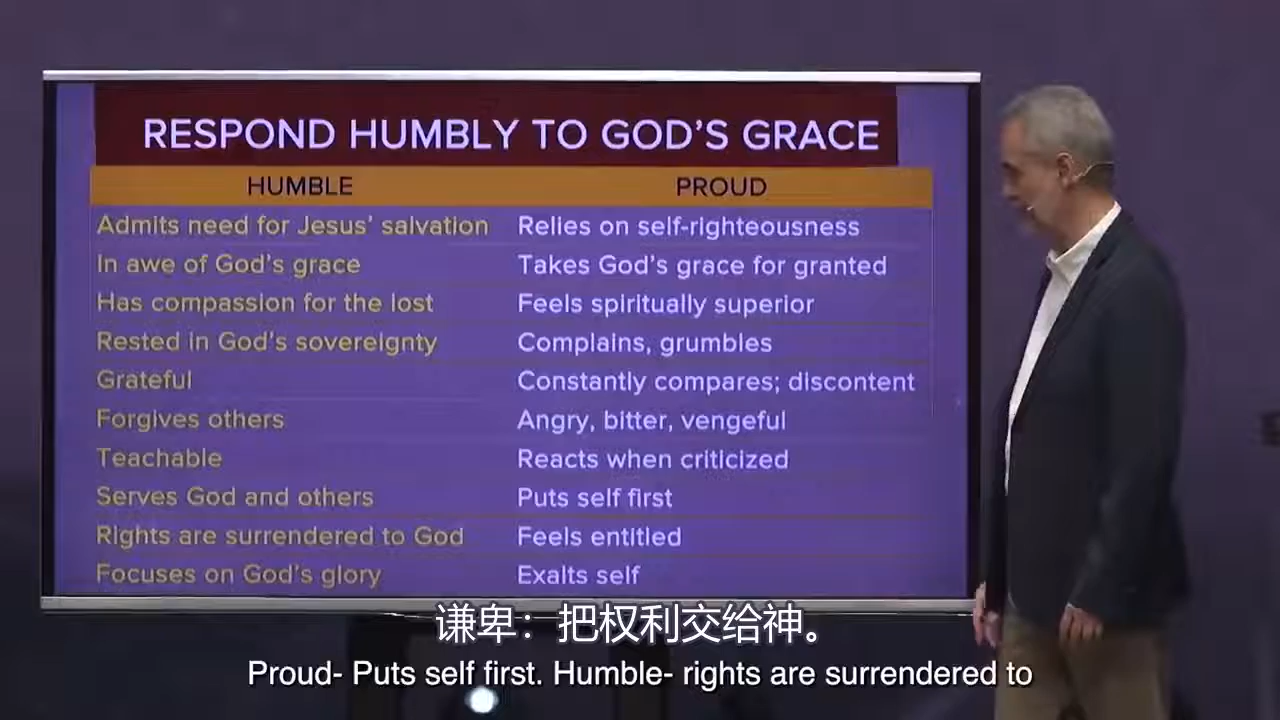 RESPOND HUMBLY TO GOD'S GRACE
HUMBLE PROUD
Admits need for Jesus' salvation Relies on self-righteousness
In awe of God's grace Takes God's grace for granted
Has compassion for the lost Feels spiritually superior
Rested in God's sovereignty Complains, grumbles
Grateful Constantly compares; discontent
Forgives others Angry, bitter, vengeful
Teachable Reacts when criticized
Serves God and others Puts self first
Rights are surrendered to God Feels entitled
Focuses on God's glory Exalts self
谦卑：把权利交给神。
Proud- Puts self first. Humble- rights are surrendered to